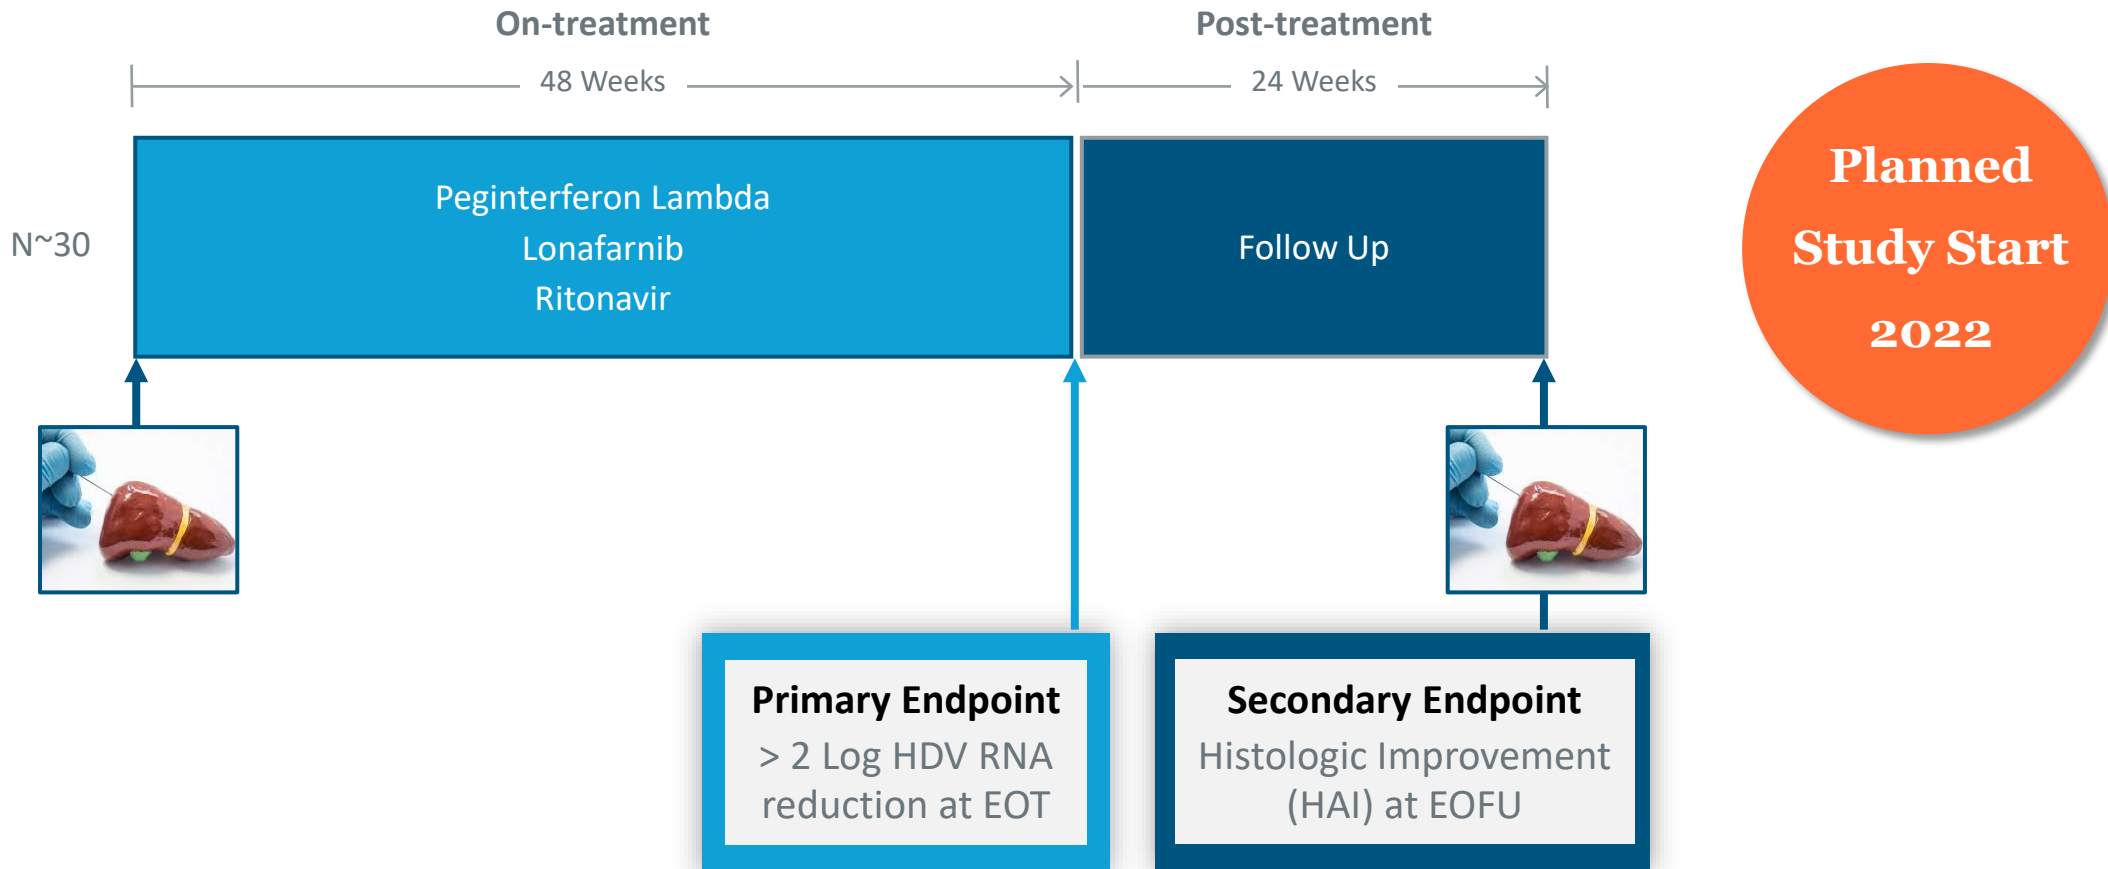 On-treatment
Post-treatment
48 Weeks
24 Weeks
N~30
Peginterferon Lambda
Lonafarnib
Ritonavir
Follow Up
Planned
Study Start
2022
Primary Endpoint
> 2 Log HDV RNA
reduction at EOT
Secondary Endpoint
Histologic Improvement
(HAI) at EOFU